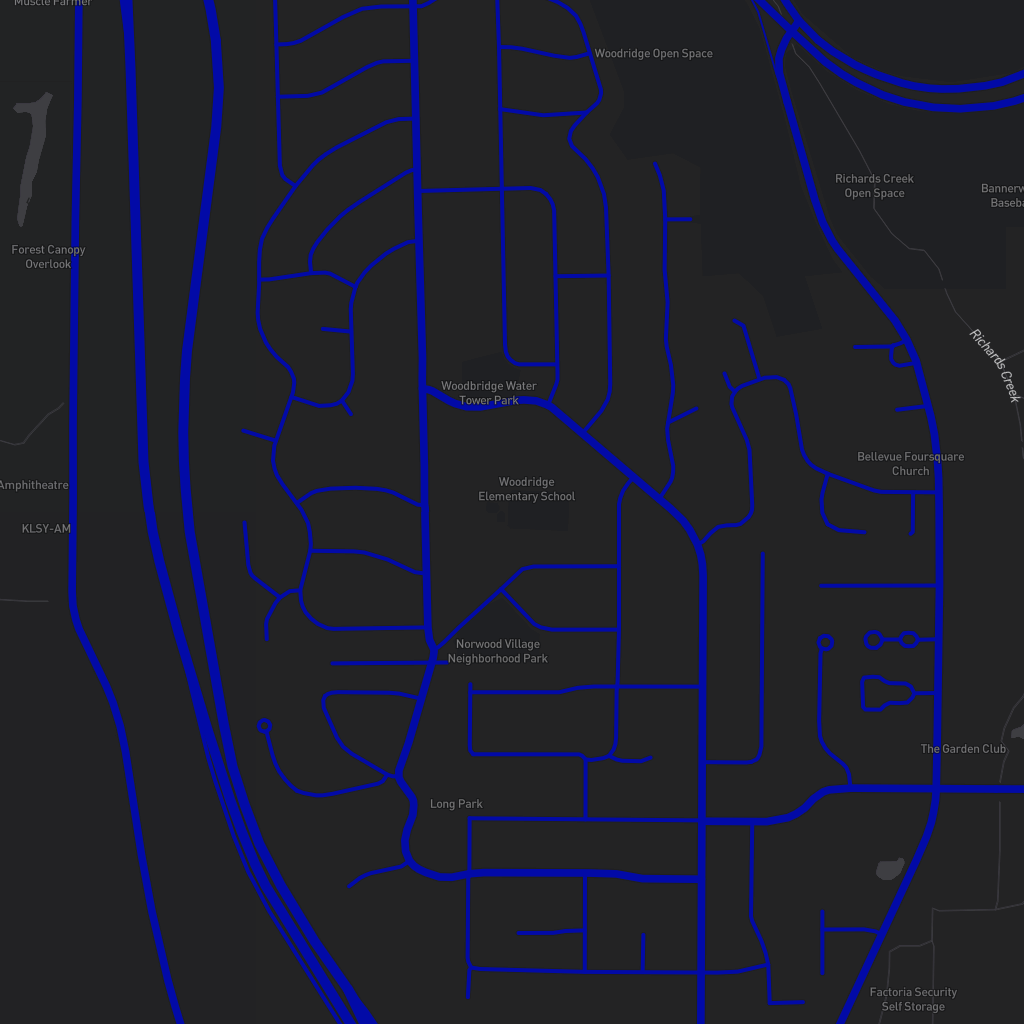 Muscle Farmer
Woodridge Open Space
Richards Creek
Open Space
Bannerw
Baseba
Forest Canopy
Overlook
Richards Creek
Woodbridge Water
Tower Park
Bellevue Foursquare
Church
Amphitheatre
Woodridge
Elementary School
KLSY-AM
Norwood Village
Neighborhood Park
The Garden Club
Long Park
Factoria Security
Self Storage